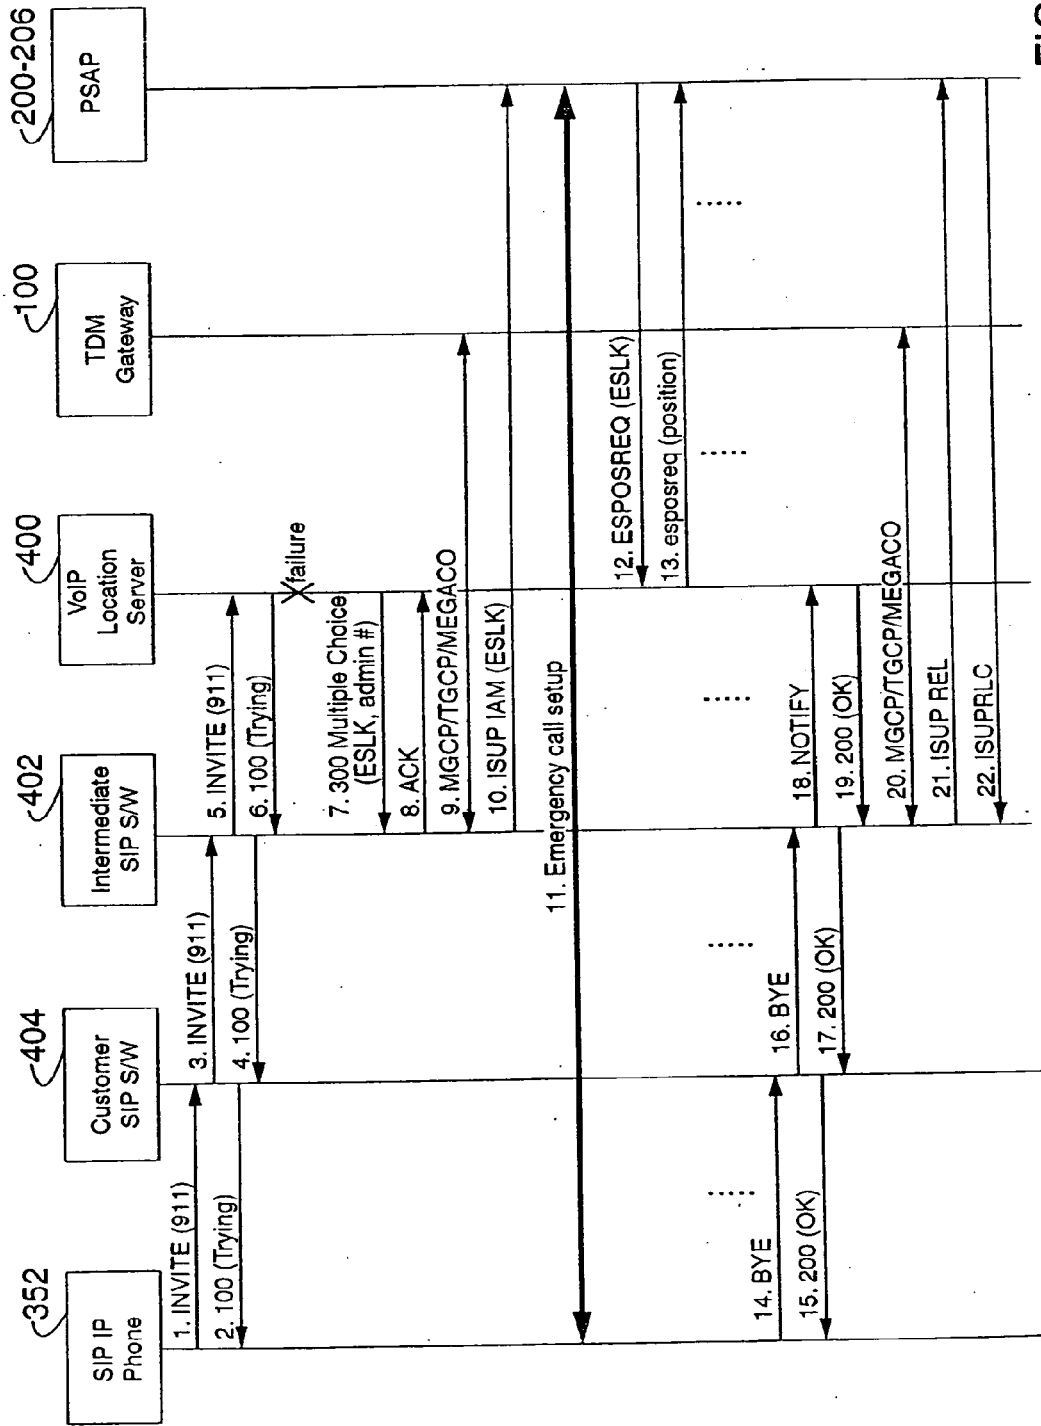 352
SIP IP
Phone
404
Customer
SIP S/W
402
Intermediate
SIP S/W
400
VoIP
Location
Server
100
TDM
Gateway
200-206
PSAP
1. INVITE (911)
2. 100 (Trying)
3. INVITE (911)
4. 100 (Trying)
5. INVITE (911)
6. 100 (Trying)
failure
7. 300 Multiple Choice
(ESLK, admin #)
8. ACK
9. MGCP/TGCP/MEGACO
10. ISUP IAM (ESLK)
11. Emergency call setup
12. ESPOSREQ (ESLK)
13. esposreq (position)
14. BYE
15. 200 (OK)
16. BYE
17. 200 (OK)
18. NOTIFY
19. 200 (OK)
20. MGCP/TGCP/MEGACO
21. ISUP REL
22. ISUPRLC